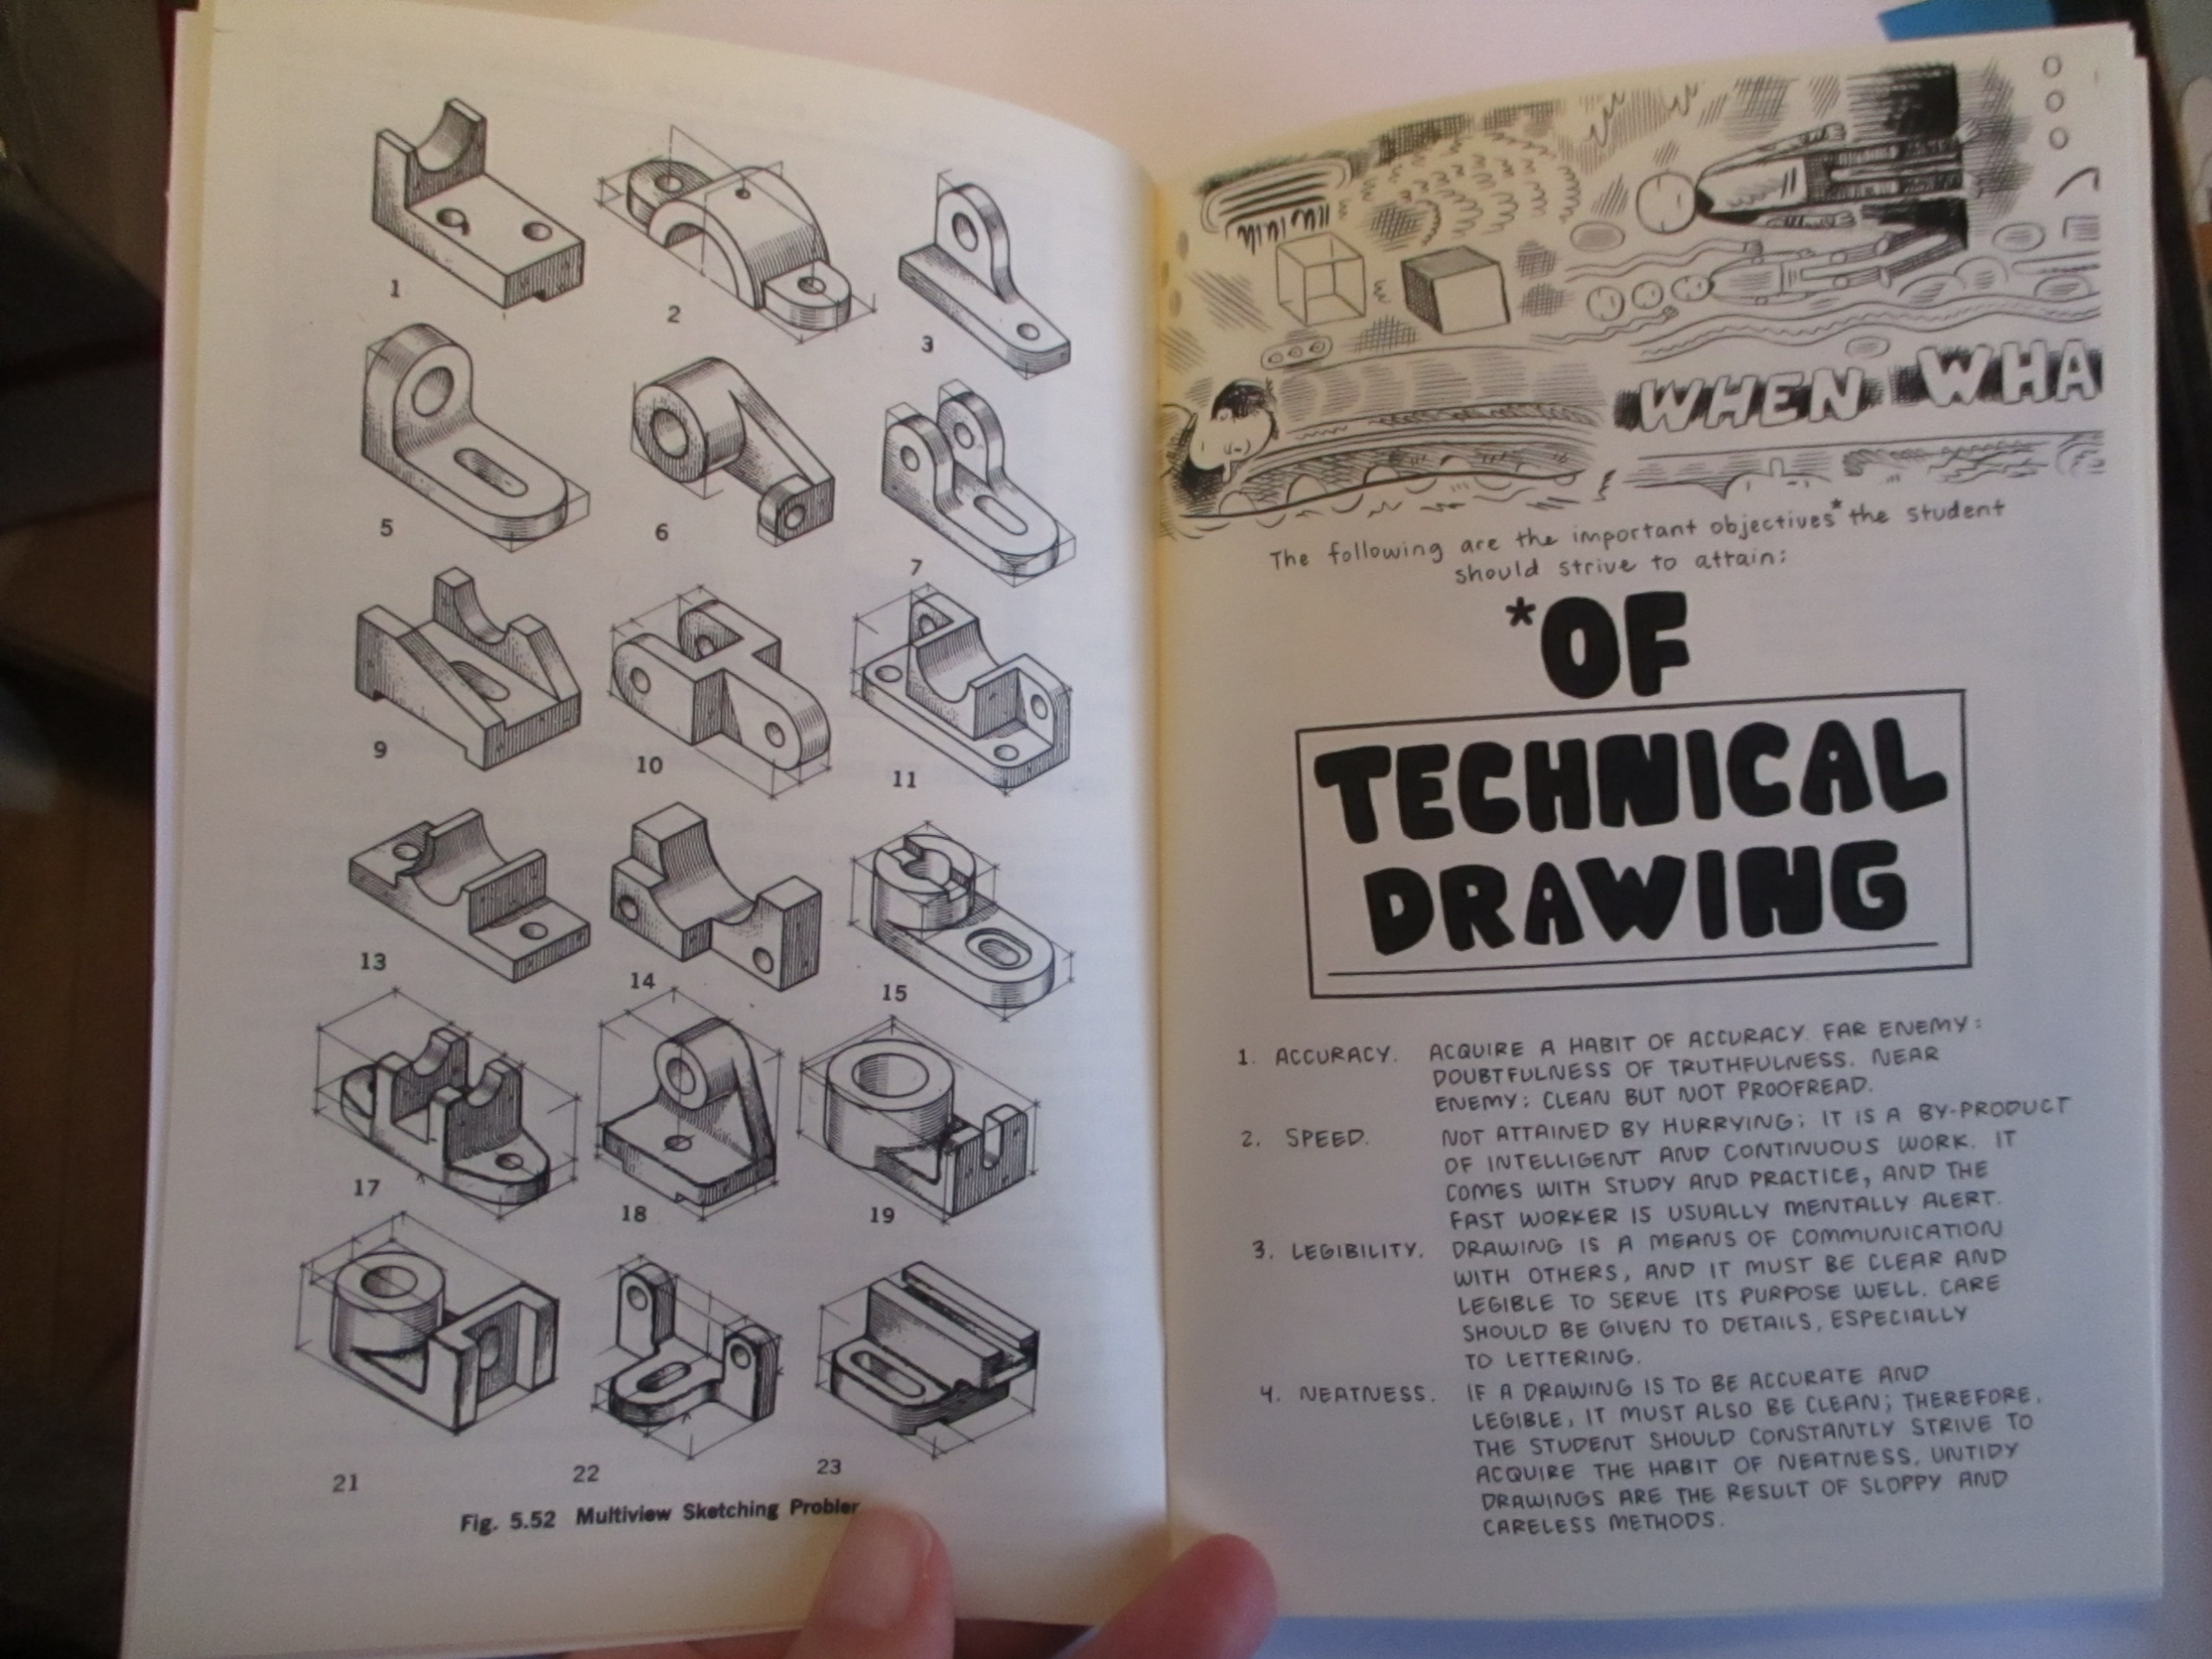 1
2
3
5
6
7
9
10
11
13
14
15
17
18
19
21
22
23
Fig. 5.52 Multiview Sketching Probler
WHEN WHA
The following are the important objectives* the student
should strive to attain:
*OF
TECHNICAL
DRAWING
1. ACCURACY. ACQUIRE A HABIT OF ACCURACY. FAR ENEMY:
DOUBTFULNESS OF TRUTHFULNESS. NEAR
ENEMY: CLEAN BUT NOT PROOFREAD.
2. SPEED. NOT ATTAINED BY HURRYING; IT IS A BY-PRODUCT
OF INTELLIGENT AND CONTINUOUS WORK. IT
COMES WITH STUDY AND PRACTICE, AND THE
FAST WORKER IS USUALLY MENTALLY ALERT.
3. LEGIBILITY. DRAWING IS A MEANS OF COMMUNICATION
WITH OTHERS, AND IT MUST BE CLEAR AND
LEGIBLE TO SERVE ITS PURPOSE WELL. CARE
SHOULD BE GIVEN TO DETAILS, ESPECIALLY
TO LETTERING.
4. NEATNESS. IF A DRAWING IS TO BE ACCURATE AND
LEGIBLE, IT MUST ALSO BE CLEAN; THEREFORE,
THE STUDENT SHOULD CONSTANTLY STRIVE TO
ACQUIRE THE HABIT OF NEATNESS. UNTIDY
DRAWINGS ARE THE RESULT OF SLOPPY AND
CARELESS METHODS.